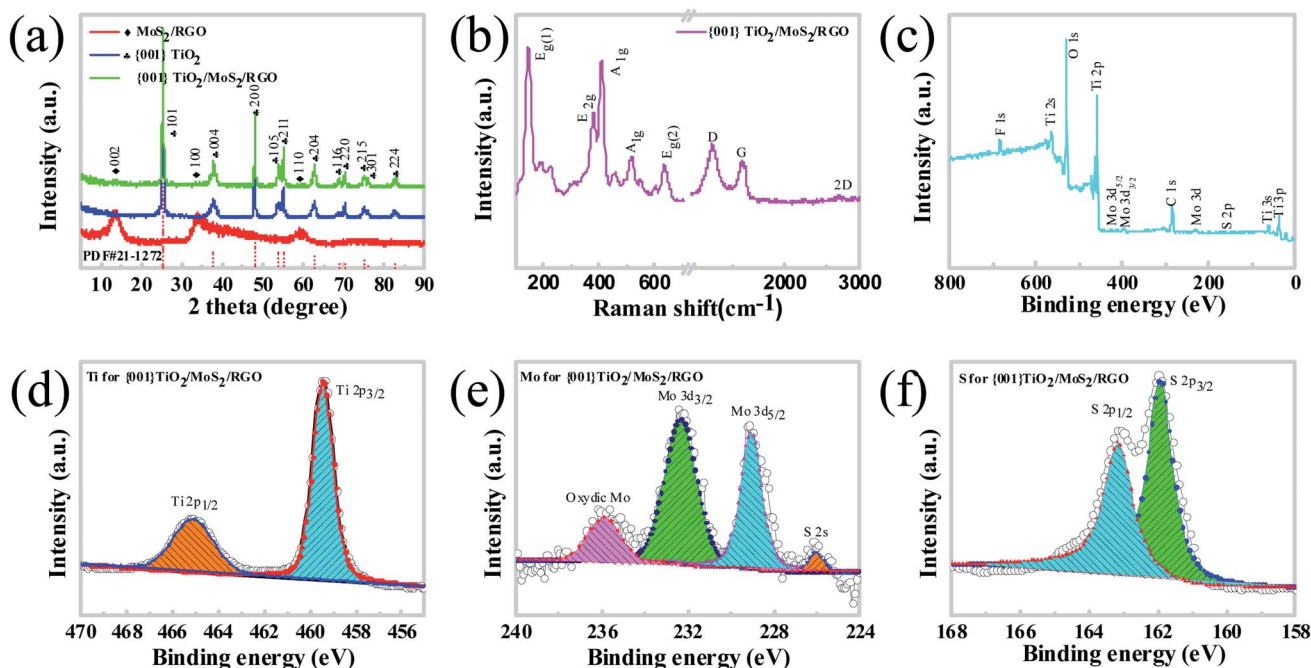 (a)
Intensity (a.u.)
♦ MoS2/RGO
♣ {001} TiO2
{001} TiO2/MoS2/RGO
♦002
♣101
♦100
♣004
♣200
♣105
♣211
♦110
♣204
♣116
♣220
♣215
♣301
♣224
PDF#21-1272
10 20 30 40 50 60 70 80 90
2 theta (degree)
(b)
Intensity (a.u.)
{001} TiO2/MoS2/RGO
Eg(1)
E2g
A1g
A1g
Eg(2)
D
G
2D
200 400 600 2000 3000
Raman shift(cm-1)
(c)
Intensity (a.u.)
F 1s
Ti 2s
O 1s
Ti 2p
Mo 3d5/2
Mo 3d3/2
C 1s
Mo 3d
S 2p
Ti 3s
Ti3p
800 600 400 200 0
Binding energy (eV)
(d)
Intensity (a.u.)
Ti for {001}TiO2/MoS2/RGO
Ti 2p3/2
Ti 2p1/2
470 468 466 464 462 460 458 456
Binding energy (eV)
(e)
Intensity (a.u.)
Mo for {001}TiO2/MoS2/RGO
Mo 3d3/2
Mo 3d5/2
Oxydic Mo
S 2s
240 236 232 228 224
Binding energy (eV)
(f)
Intensity (a.u.)
S for {001}TiO2/MoS2/RGO
S 2p3/2
S 2p1/2
168 166 164 162 160 158
Binding energy (eV)